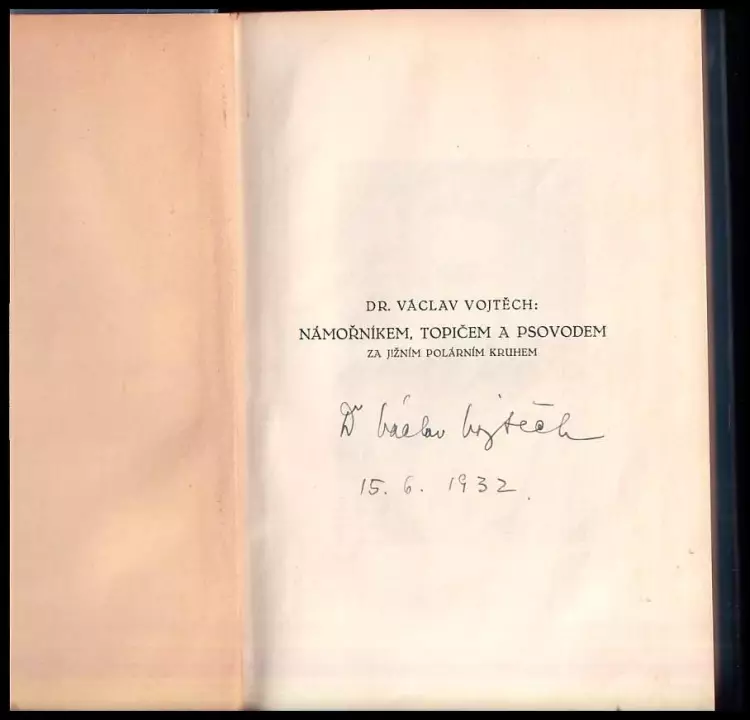 DR. VÁCLAV VOJTĚCH:
NÁMOŘNÍKEM, TOPIČEM A PSOVODEM
ZA JIŽNÍM POLÁRNÍM KRUHEM
Dr Václav Vojtěch
15. 6. 1932.